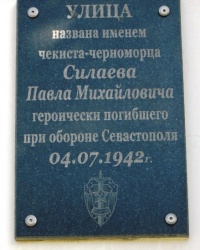 УЛИЦА
названа именем
чекиста-черноморца
Силаева
Павла Михайловича
героически погибшего
при обороне Севастополя
04.07.1942г.